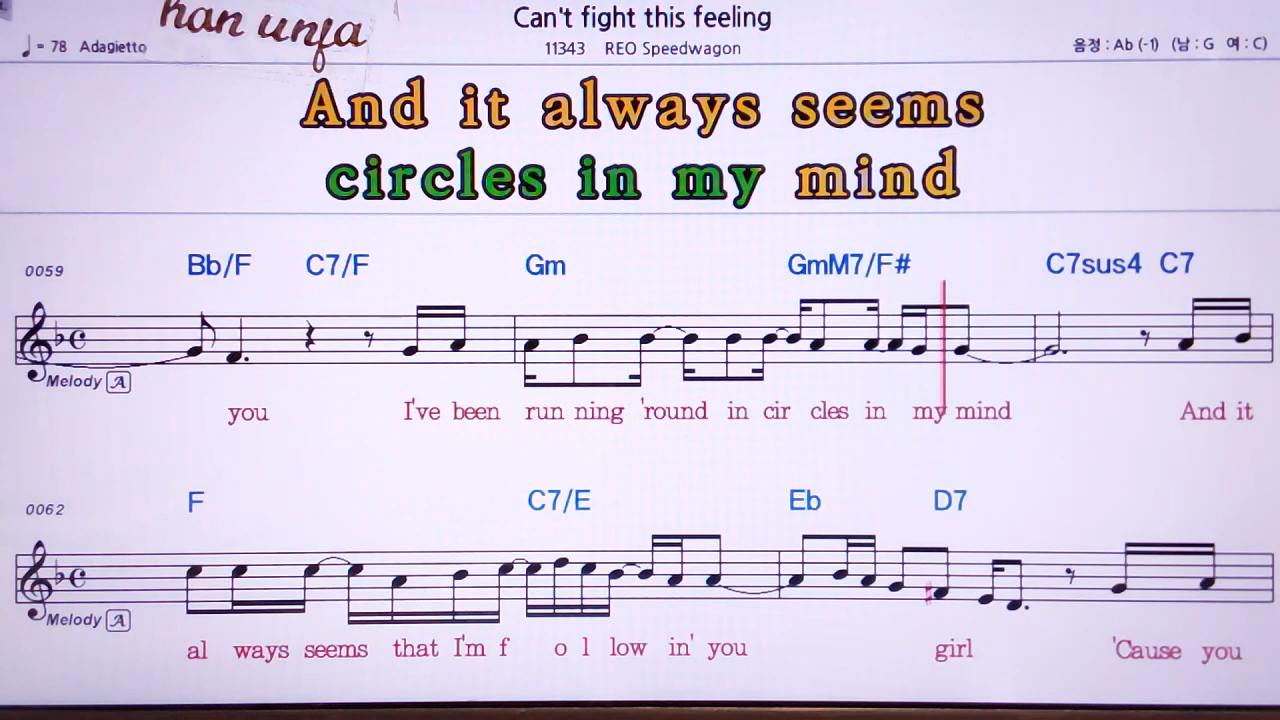 han unfa
Can't fight this feeling
♩= 78 Adagietto
11343 REO Speedwagon
음정 : Ab (-1) (남 : G 여 : C)
And it always seems
circles in my mind
0059
Bb/F C7/F Gm GmM7/F# C7sus4 C7
Melody A
you I've been run ning 'round in cir cles in my mind And it
0062
F C7/E Eb D7
Melody A
al ways seems that I'm f o l low in' you girl 'Cause you